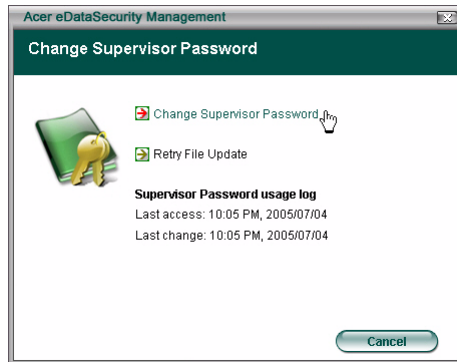 Acer eDataSecurity Management
Change Supervisor Password
Change Supervisor Password
Retry File Update
Supervisor Password usage log
Last access: 10:05 PM, 2005/07/04
Last change: 10:05 PM, 2005/07/04
Cancel